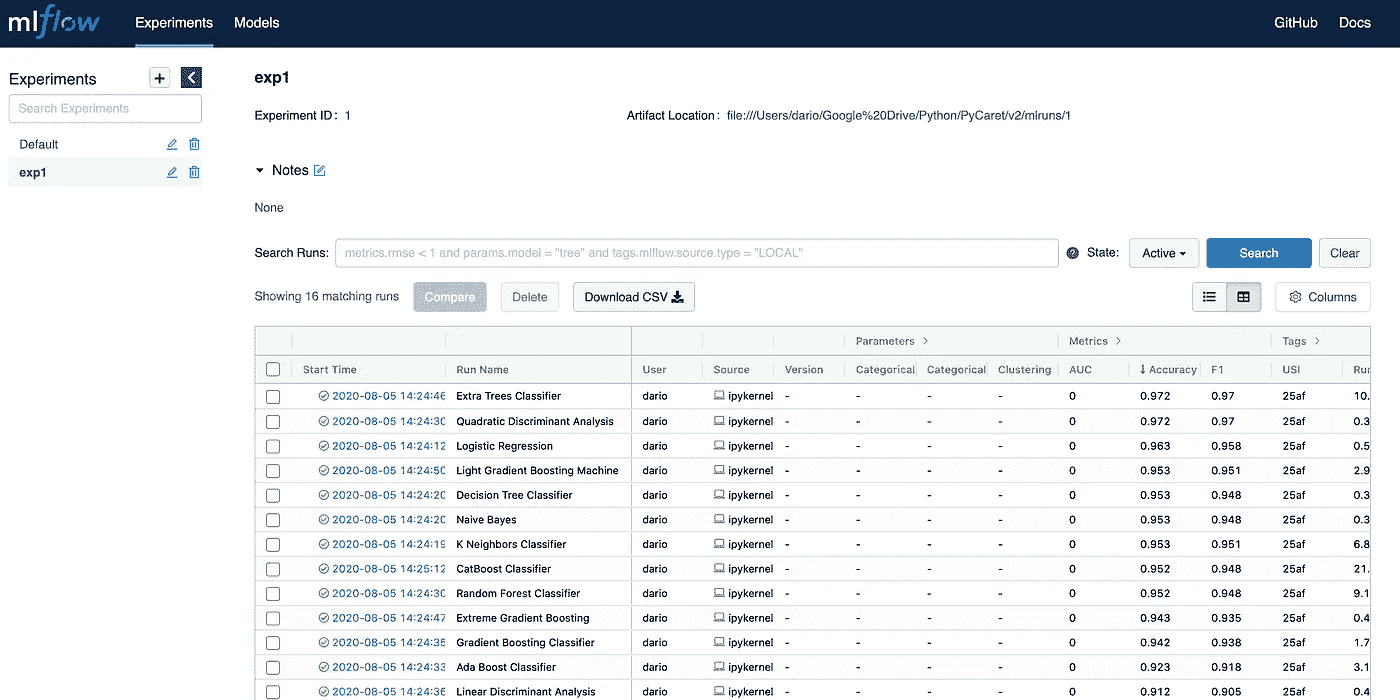 mlflow Experiments Models GitHub Docs
Experiments +
Search Experiments
Default
exp1
exp1
Experiment ID: 1 Artifact Location: file:///Users/dario/Google%20Drive/Python/PyCaret/v2/mlruns/1
Notes
None
Search Runs: metrics.rmse < 1 and params.model = "tree" and tags.mlflow.source.type = "LOCAL" ? State: Active Search Clear
Showing 16 matching runs Compare Delete Download CSV Columns
Parameters > Metrics > Tags >
Start Time Run Name User Source Version Categorical Categorical Clustering AUC ↓ Accuracy F1 USI Rur
2020-08-05 14:24:46 Extra Trees Classifier dario ipykernel - - - - 0 0.972 0.97 25af 10.
2020-08-05 14:24:30 Quadratic Discriminant Analysis dario ipykernel - - - - 0 0.972 0.97 25af 0.3
2020-08-05 14:24:12 Logistic Regression dario ipykernel - - - - 0 0.963 0.958 25af 0.5
2020-08-05 14:24:50 Light Gradient Boosting Machine dario ipykernel - - - - 0 0.953 0.951 25af 2.9
2020-08-05 14:24:20 Decision Tree Classifier dario ipykernel - - - - 0 0.953 0.948 25af 0.3
2020-08-05 14:24:20 Naive Bayes dario ipykernel - - - - 0 0.953 0.948 25af 0.3
2020-08-05 14:24:19 K Neighbors Classifier dario ipykernel - - - - 0 0.953 0.951 25af 6.8
2020-08-05 14:25:12 CatBoost Classifier dario ipykernel - - - - 0 0.952 0.948 25af 21.
2020-08-05 14:24:30 Random Forest Classifier dario ipykernel - - - - 0 0.952 0.948 25af 9.1
2020-08-05 14:24:47 Extreme Gradient Boosting dario ipykernel - - - - 0 0.943 0.935 25af 0.4
2020-08-05 14:24:35 Gradient Boosting Classifier dario ipykernel - - - - 0 0.942 0.938 25af 1.7
2020-08-05 14:24:33 Ada Boost Classifier dario ipykernel - - - - 0 0.923 0.918 25af 3.1
2020-08-05 14:24:36 Linear Discriminant Analysis dario ipykernel - - - - 0 0.912 0.905 25af 0.4